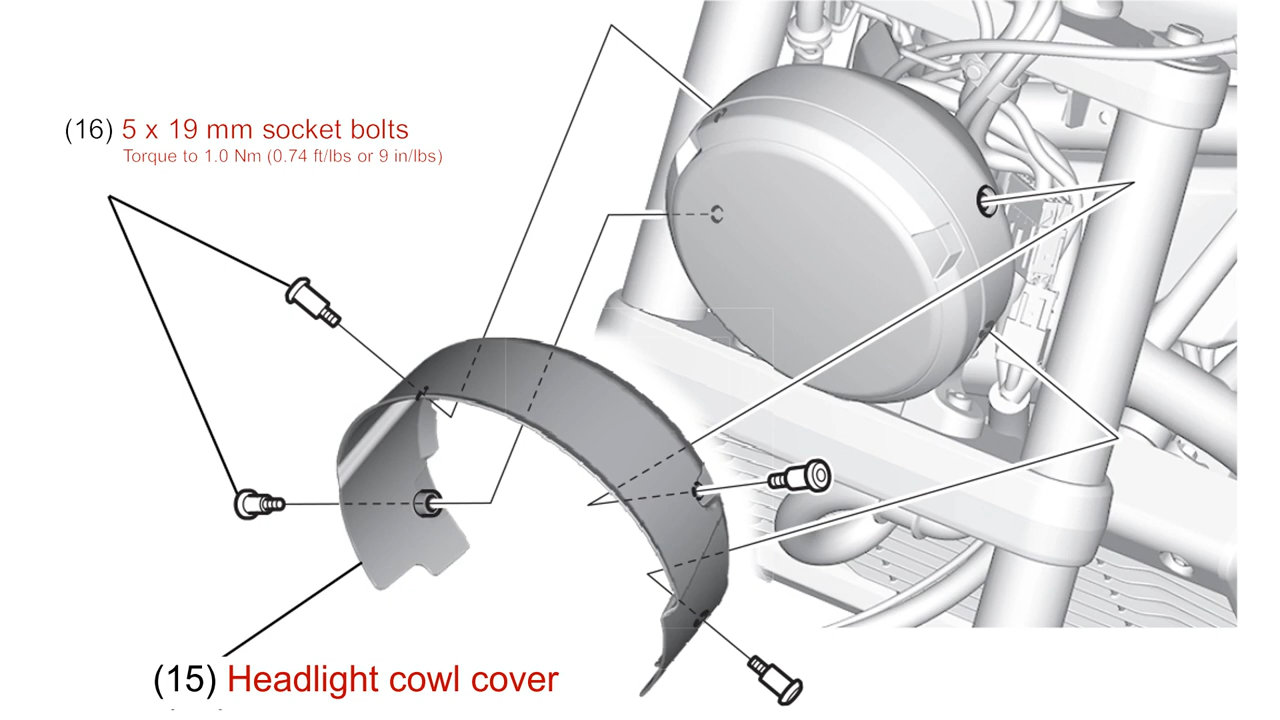 (16) 5 x 19 mm socket bolts
Torque to 1.0 Nm (0.74 ft/lbs or 9 in/lbs)
(15) Headlight cowl cover